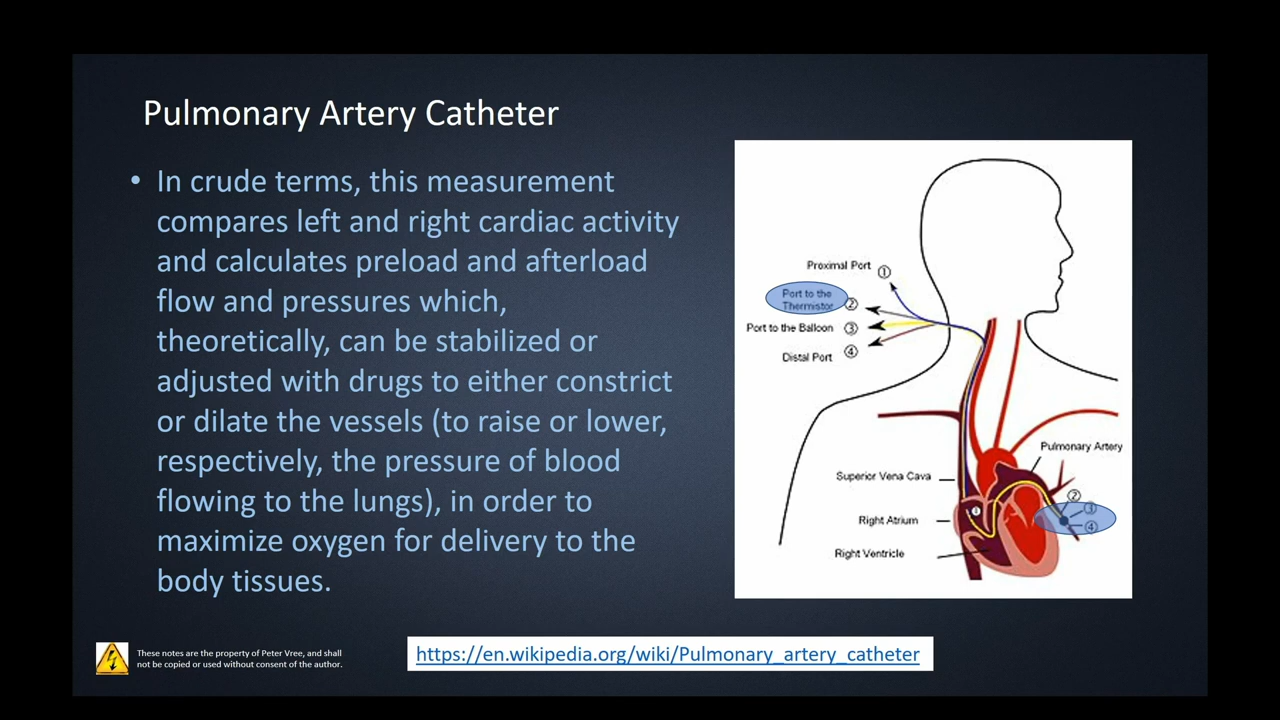 Pulmonary Artery Catheter
• In crude terms, this measurement
compares left and right cardiac activity
and calculates preload and afterload
flow and pressures which,
theoretically, can be stabilized or
adjusted with drugs to either constrict
or dilate the vessels (to raise or lower,
respectively, the pressure of blood
flowing to the lungs), in order to
maximize oxygen for delivery to the
body tissues.
Proximal Port ①
Port to the
Thermistor ②
Port to the Balloon ③
Distal Port ④
Pulmonary Artery
Superior Vena Cava
②
③
①
Right Atrium
④
Right Ventricle
These notes are the property of Peter Vree, and shall
not be copied or used without consent of the author.
https://en.wikipedia.org/wiki/Pulmonary_artery_catheter